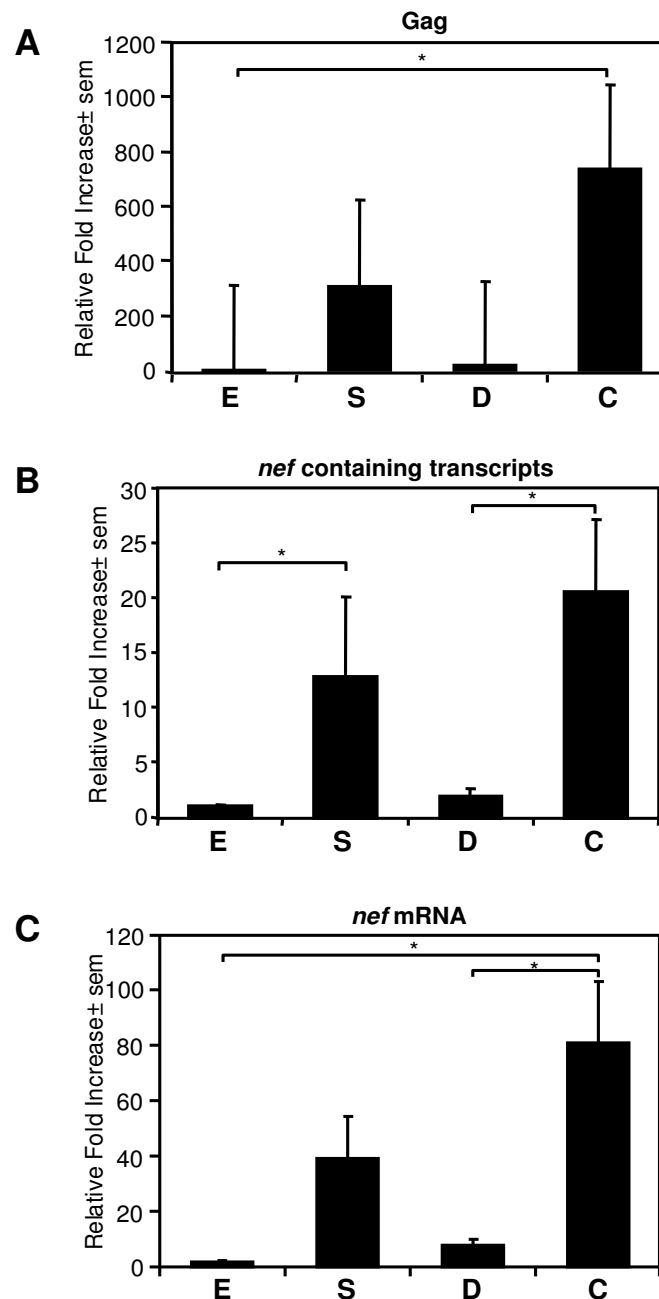 A
Gag
Relative Fold Increase± sem
1200
1000
800
600
400
200
0
*
E S D C
B
nef containing transcripts
Relative Fold Increase± sem
30
25
20
15
10
5
0
*
*
E S D C
C
nef mRNA
Relative Fold Increase± sem
120
100
80
60
40
20
0
*
*
E S D C